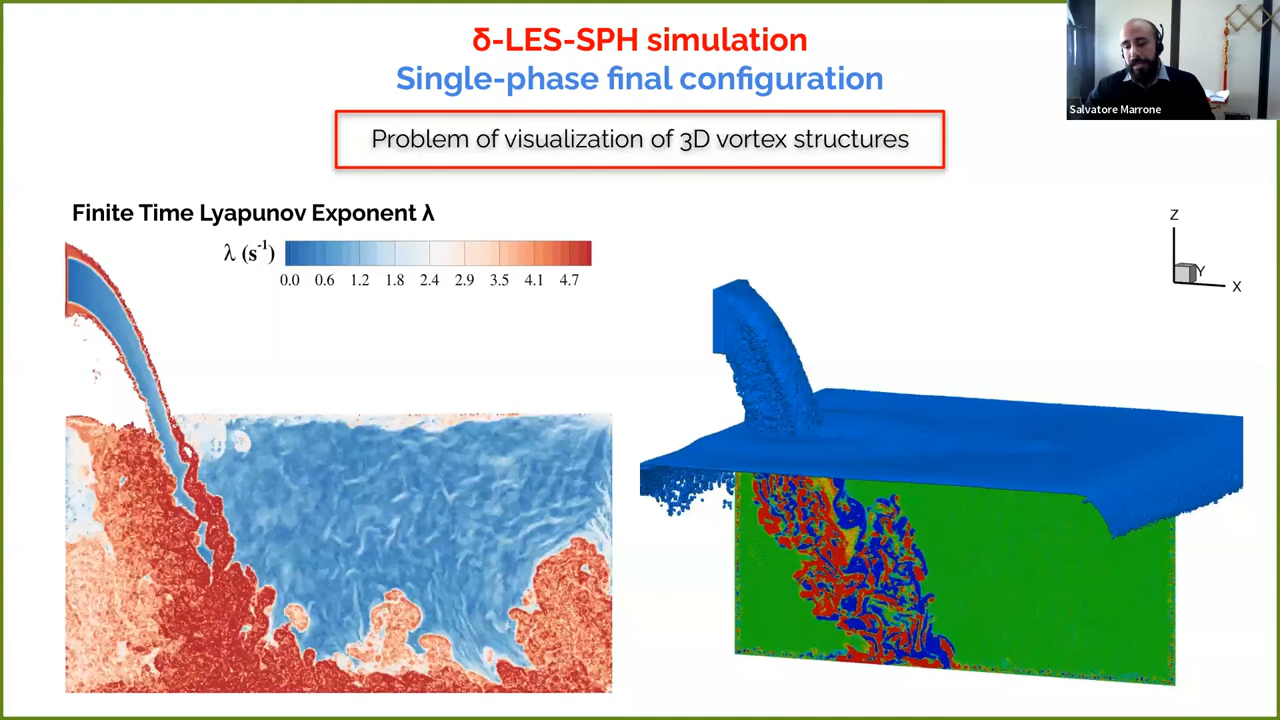 δ-LES-SPH simulation
Single-phase final configuration
Problem of visualization of 3D vortex structures
Salvatore Marrone
Finite Time Lyapunov Exponent λ
λ (s⁻¹)
0.0 0.6 1.2 1.8 2.4 2.9 3.5 4.1 4.7
Z
Y
X